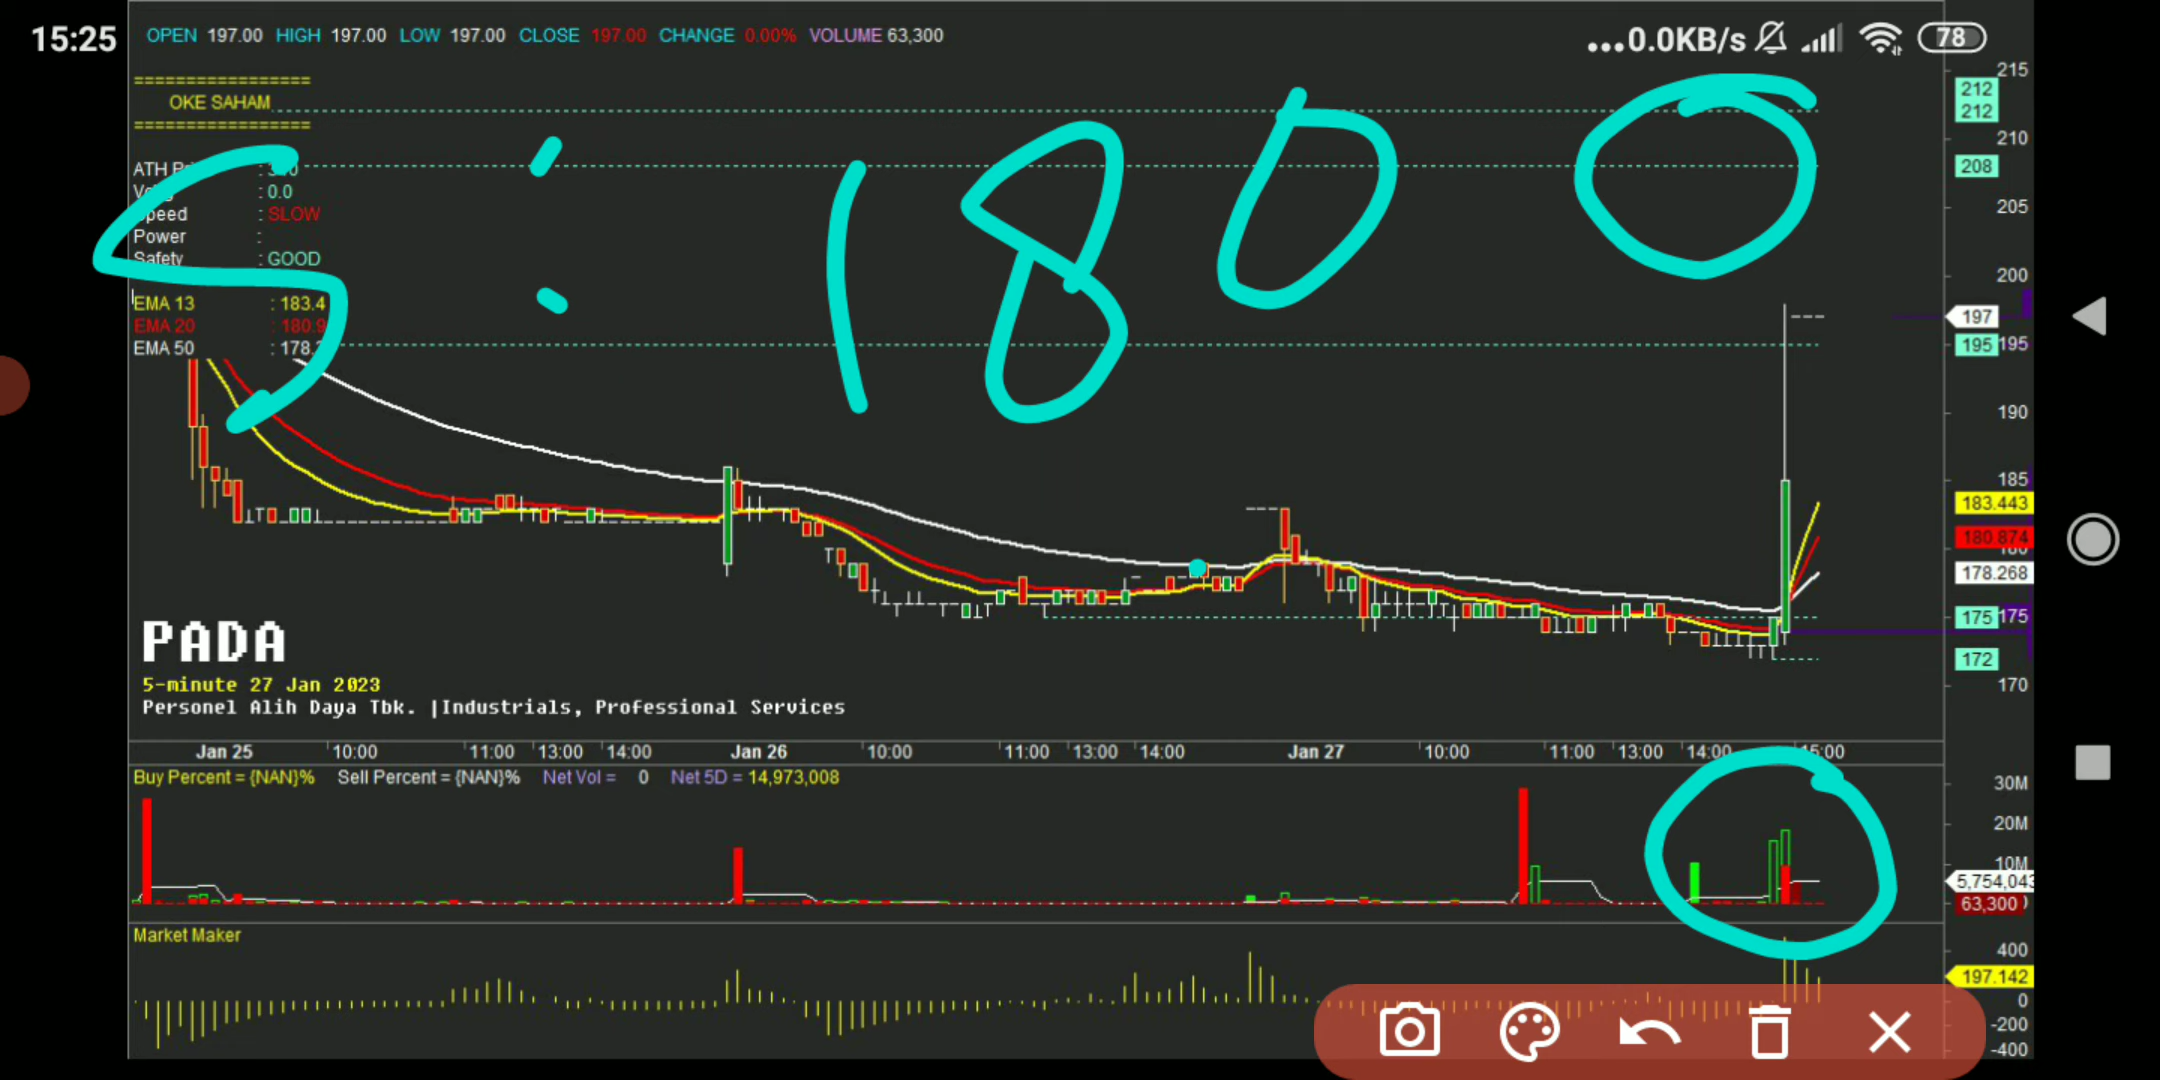 15:25 OPEN 197.00 HIGH 197.00 LOW 197.00 CLOSE 197.00 CHANGE 0.00% VOLUME 63,300 ...0.0KB/s 78
=================
OKE SAHAM
=================
: 0.0
Speed : SLOW
Power :
Safety : GOOD
EMA 13 : 183.4
EMA 20 : 180.9
EMA 50 : 178.
S : 180
215
212
212
210
208
205
200
197
195 195
190
185
183.443
180.874
180
178.268
175 175
172
170
PADA
5-minute 27 Jan 2023
Personel Alih Daya Tbk. |Industrials, Professional Services
Jan 25 10:00 11:00 13:00 14:00 Jan 26 10:00 11:00 13:00 14:00 Jan 27 10:00 11:00 13:00 14:00 15:00
Buy Percent = {NAN}% Sell Percent = {NAN}% Net Vol = 0 Net 5D = 14,973,008
30M
20M
10M
5,754,043
63,300
Market Maker
400
197.142
0
-200
-400